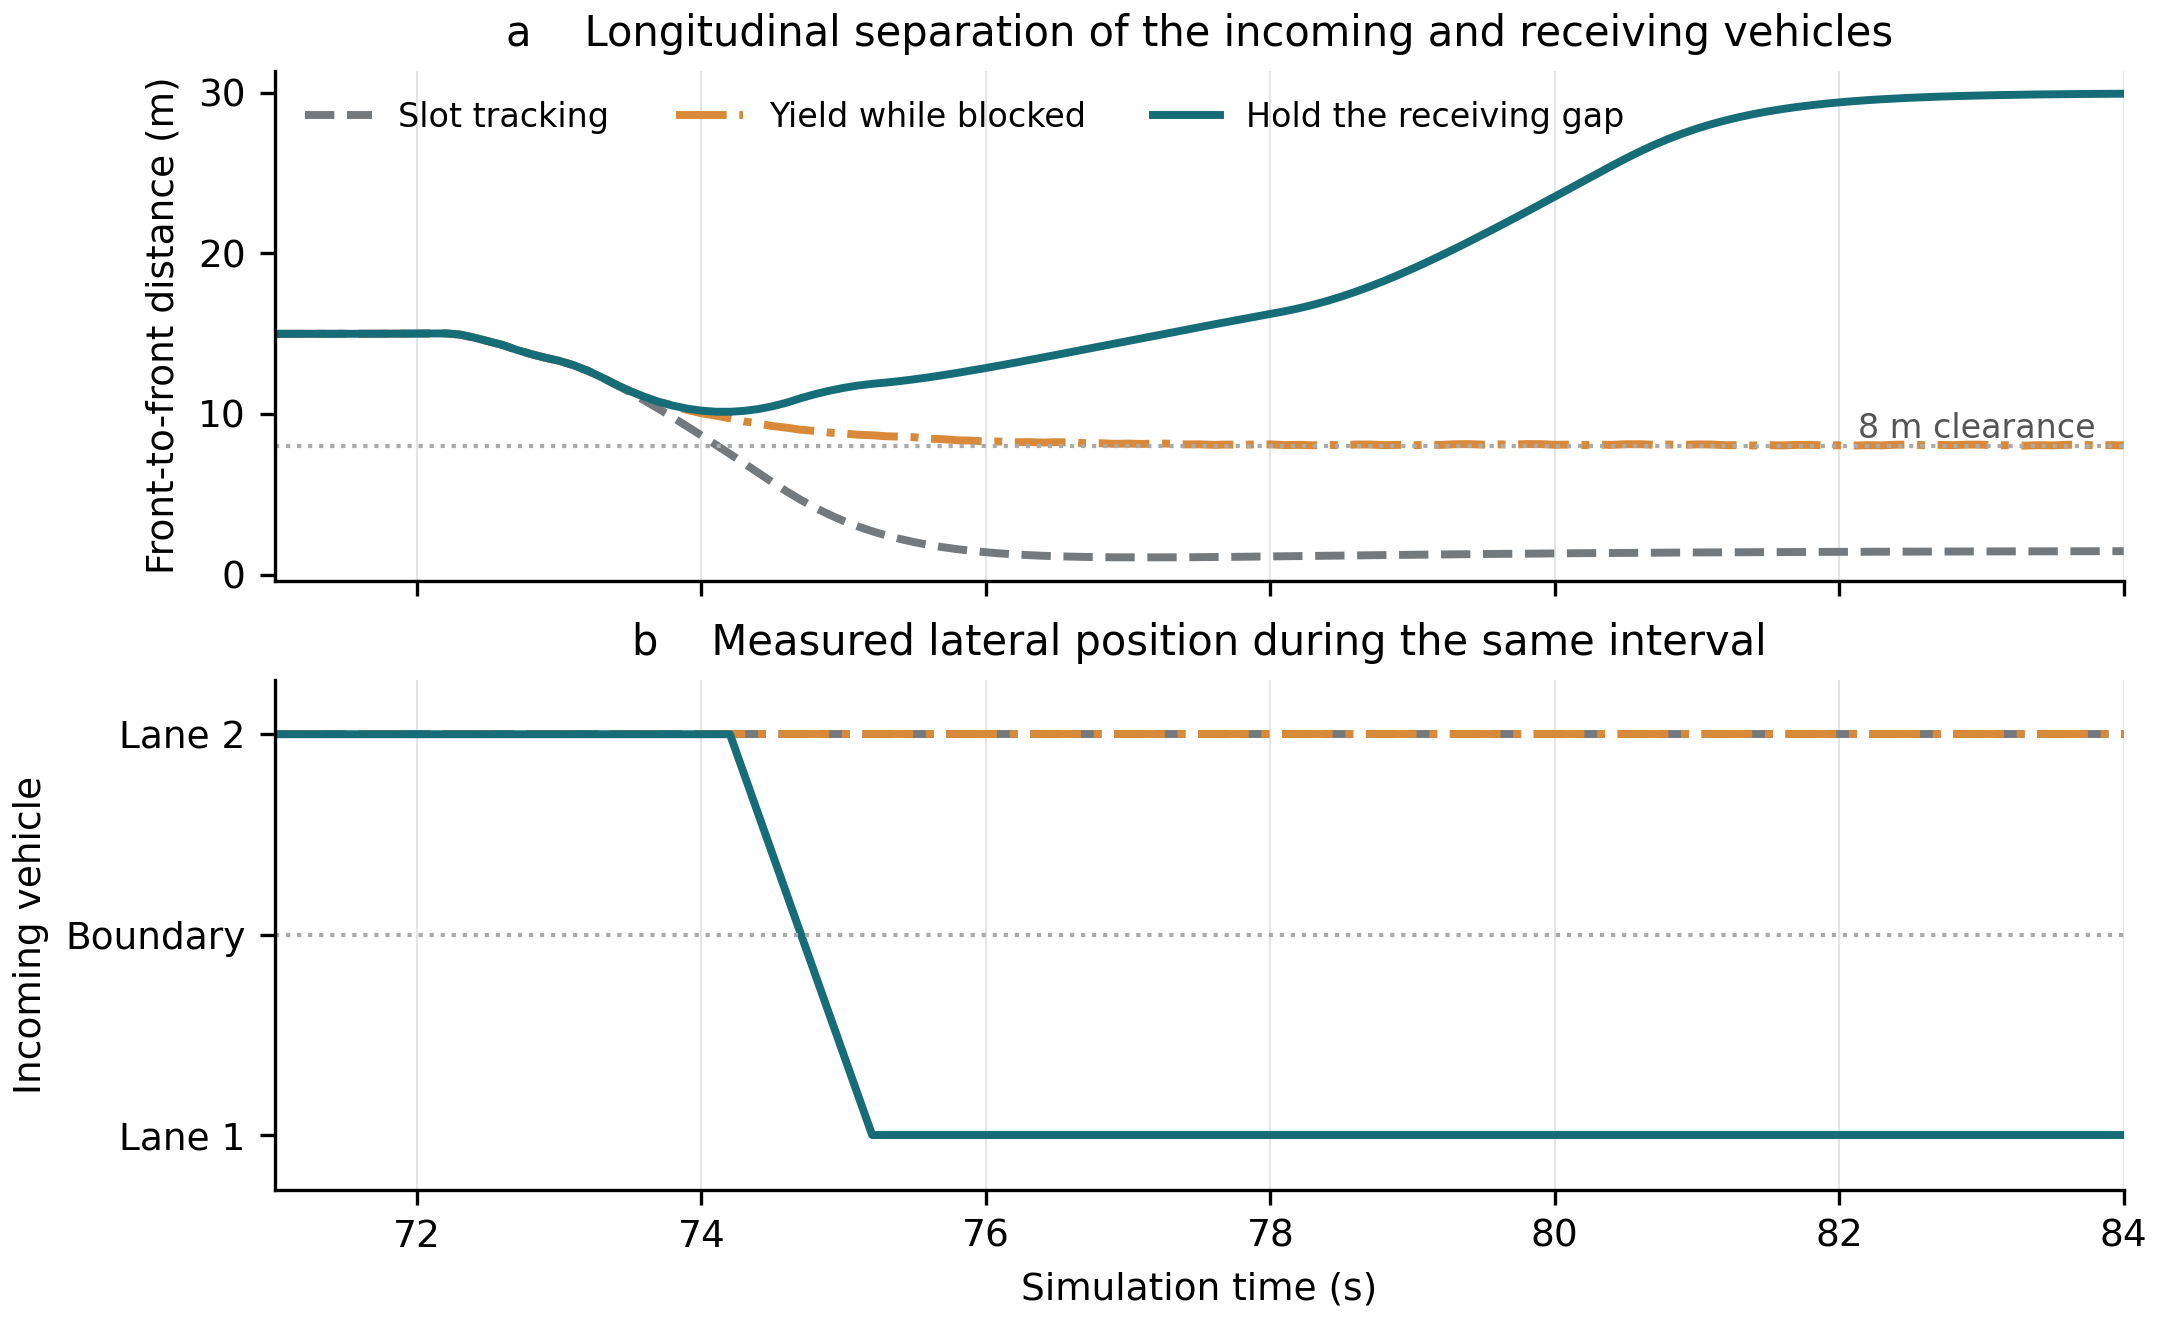 a Longitudinal separation of the incoming and receiving vehicles
Front-to-front distance (m)
30
20
10
0
Slot tracking
Yield while blocked
Hold the receiving gap
8 m clearance
b Measured lateral position during the same interval
Incoming vehicle
Lane 2
Boundary
Lane 1
72 74 76 78 80 82 84
Simulation time (s)